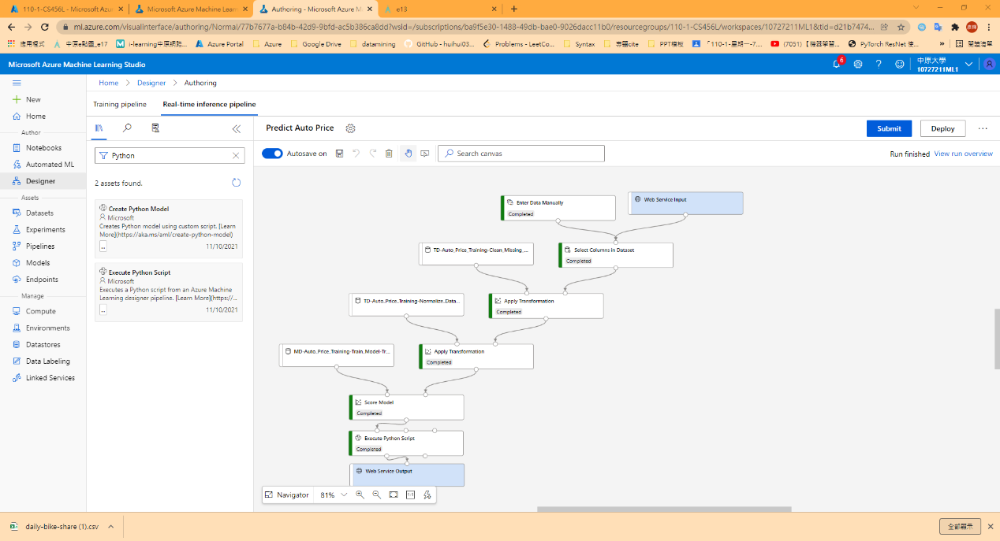 110-1-CS456L - Microsoft Azur
Microsoft Azure Machine Learn
Authoring - Microsoft Azure M
e13
ml.azure.com/visualinterface/authoring/Normal/77b7677a-b84b-42d9-9bfd-ac5b386ca8dd?wsid=/subscriptions/ba9f5e30-1488-49db-bae0-9026dacc11b0/resourcegroups/110-1-CS456L/workspaces/10727211ML1&tid=d21b7474...
應用程式
中原e點靈_e17
i-learning中原網路...
Azure Portal
Azure
Google Drive
datamining
GitHub - huihui03...
Problems - LeetCo...
Syntax
專題cite
PPT模板
「110-1-星期一-7....
(7051)【機器學習...
PyTorch ResNet 使...
»
閱讀清單
Microsoft Azure Machine Learning Studio
6
中原大學
10727211ML1
New
Home
Author
Notebooks
Automated ML
Designer
Assets
Datasets
Experiments
Pipelines
Models
Endpoints
Manage
Compute
Environments
Datastores
Data Labeling
Linked Services
Home > Designer > Authoring
Training pipeline
Real-time inference pipeline
Python
2 assets found.
Create Python Model
Microsoft
Creates Python model using custom script. [Learn
More](https://aka.ms/aml/create-python-model)
...
11/10/2021
Execute Python Script
Microsoft
Executes a Python script from an Azure Machine
Learning designer pipeline. [Learn More](https://...
...
11/10/2021
Predict Auto Price
Submit
Deploy
...
Autosave on
Search canvas
Run finished
View run overview
Enter Data Manually
Completed
Web Service Input
TD-Auto_Price_Training-Clean_Missing_...
Select Columns in Dataset
Completed
TD-Auto_Price_Training-Normalize_Data...
Apply Transformation
Completed
MD-Auto_Price_Training-Train_Model-Tr...
Apply Transformation
Completed
Score Model
Completed
Execute Python Script
Completed
Web Service Output
Navigator
81%
daily-bike-share (1).csv
全部顯示